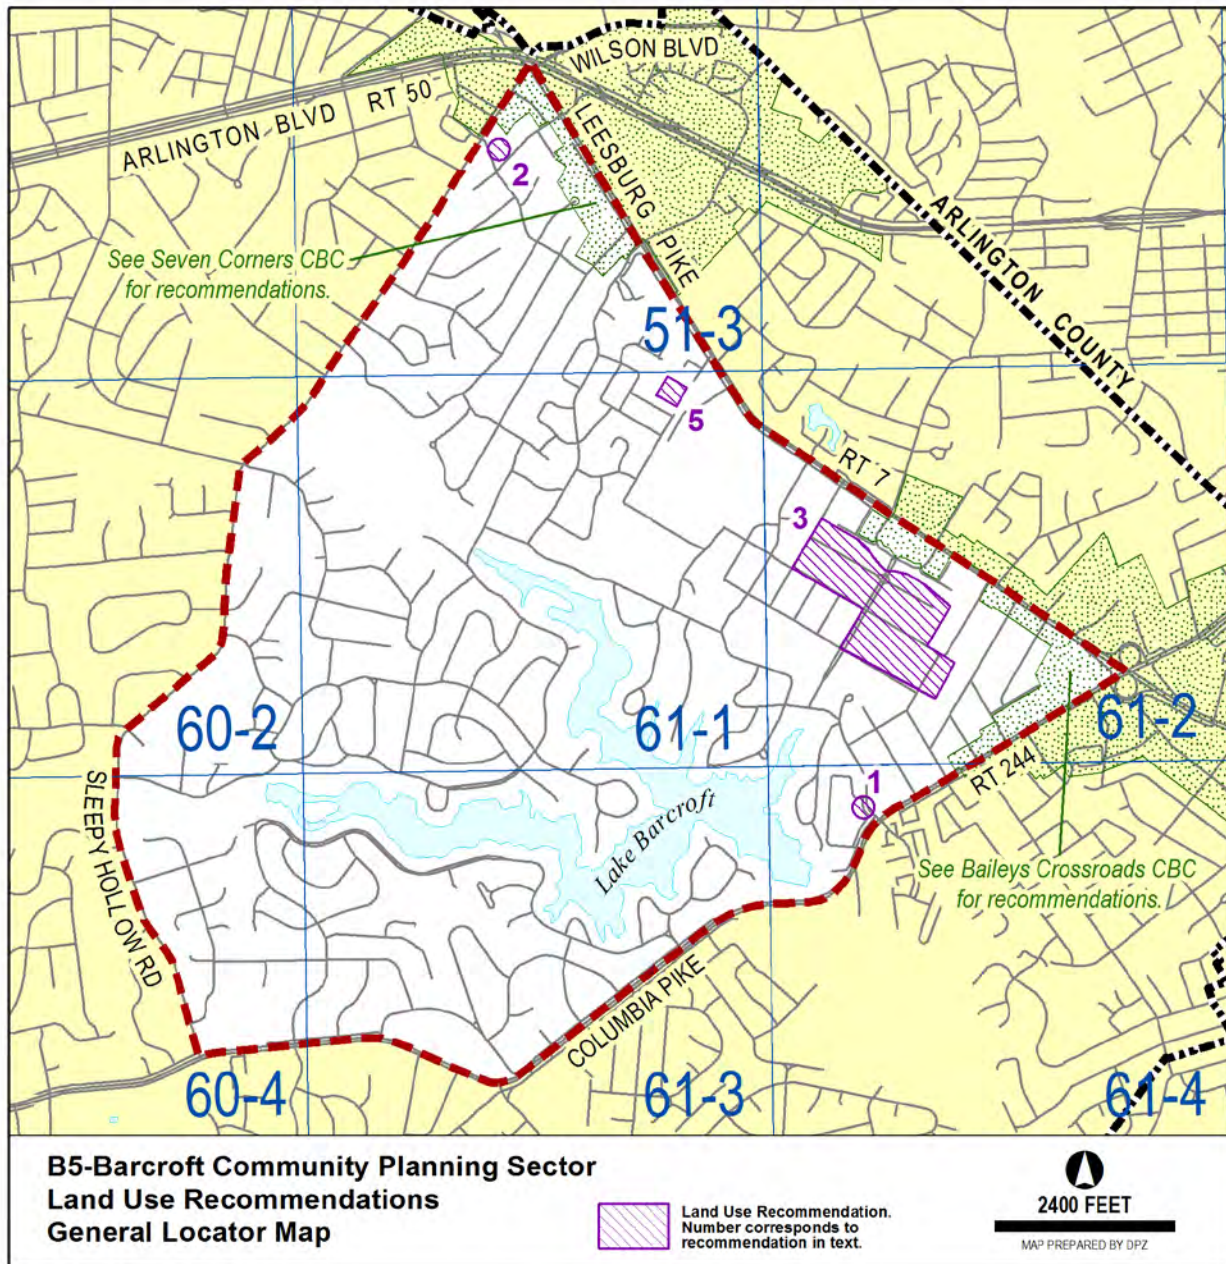 WILSON BLVD
ARLINGTON BLVD RT 50
LEESBURG PIKE
2
ARLINGTON COUNTY
See Seven Corners CBC
for recommendations.
51-3
5
RT 7
3
60-2
61-1
61-2
SLEEPY HOLLOW RD
Lake Barcroft
1
RT 244
See Baileys Crossroads CBC
for recommendations.
COLUMBIA PIKE
60-4
61-3
61-4
B5-Barcroft Community Planning Sector
Land Use Recommendations
General Locator Map
Land Use Recommendation.
Number corresponds to
recommendation in text.
2400 FEET
MAP PREPARED BY DPZ